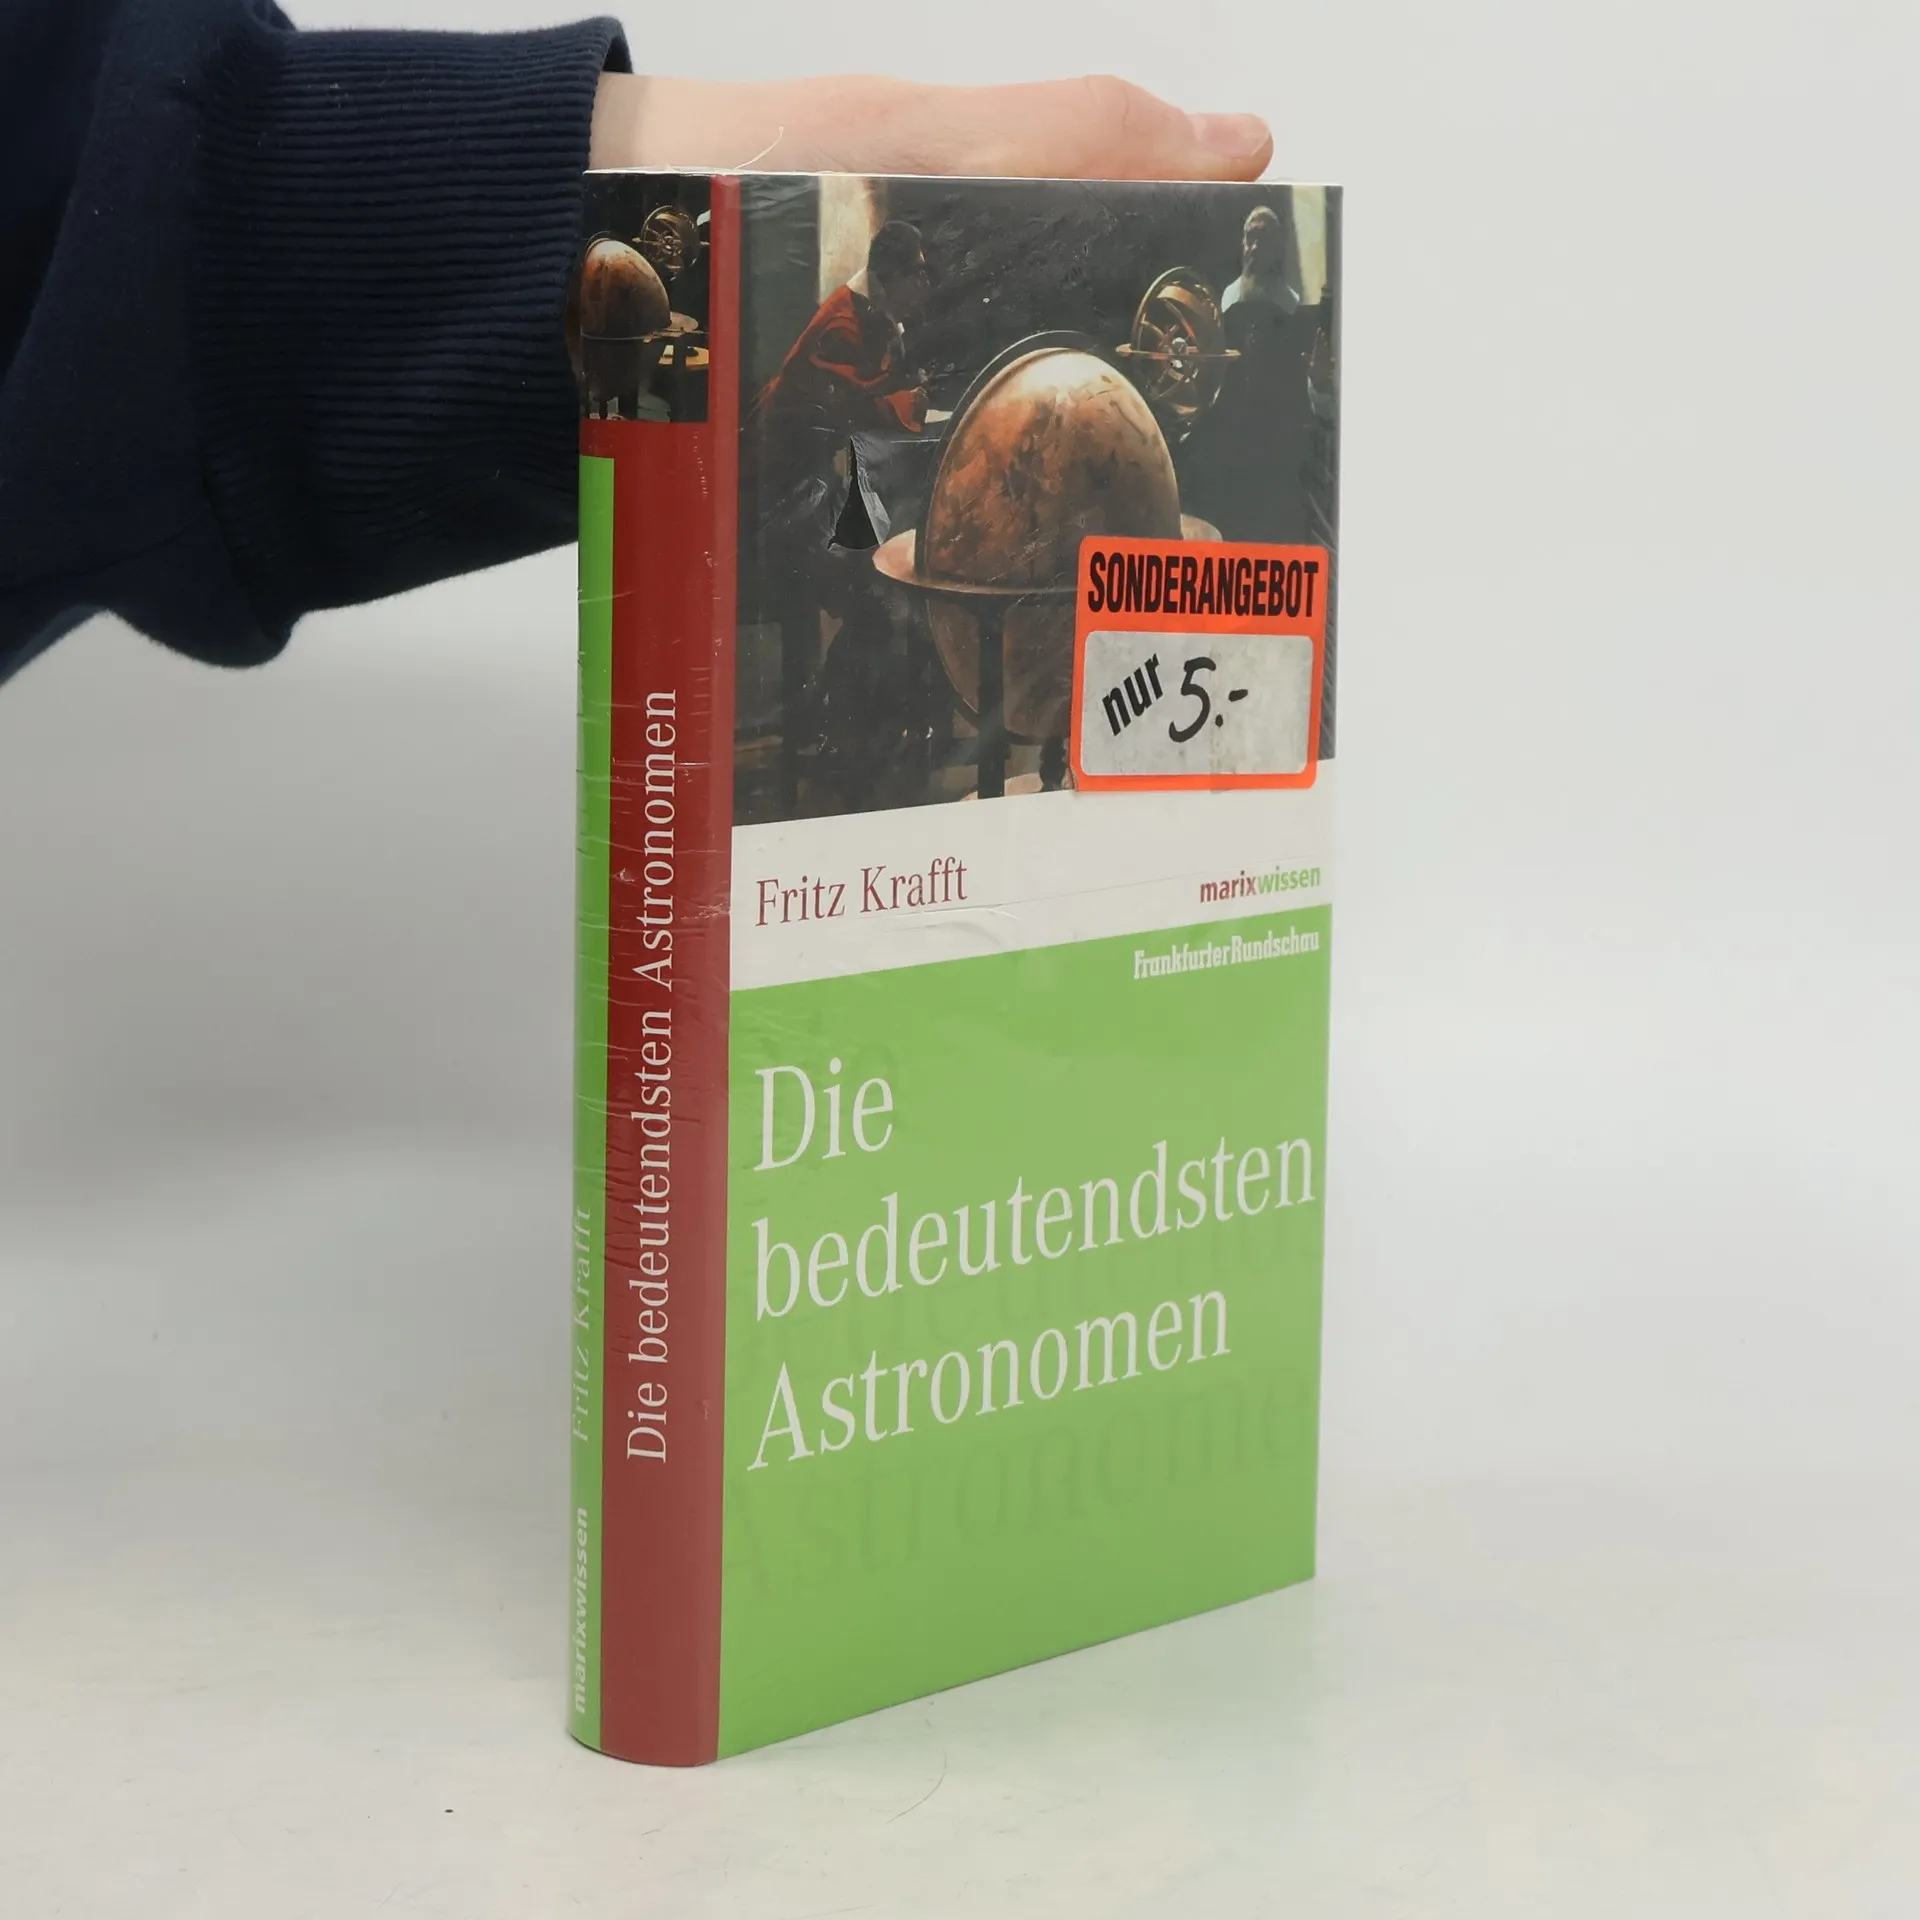 SONDERANGEBOT
nur 5.-
Fritz Krafft
marixwissen
FrankfurterRundschau
Die
bedeutendsten
Astronomen
Die bedeutendsten Astronomen
Fritz Krafft
marixwissen